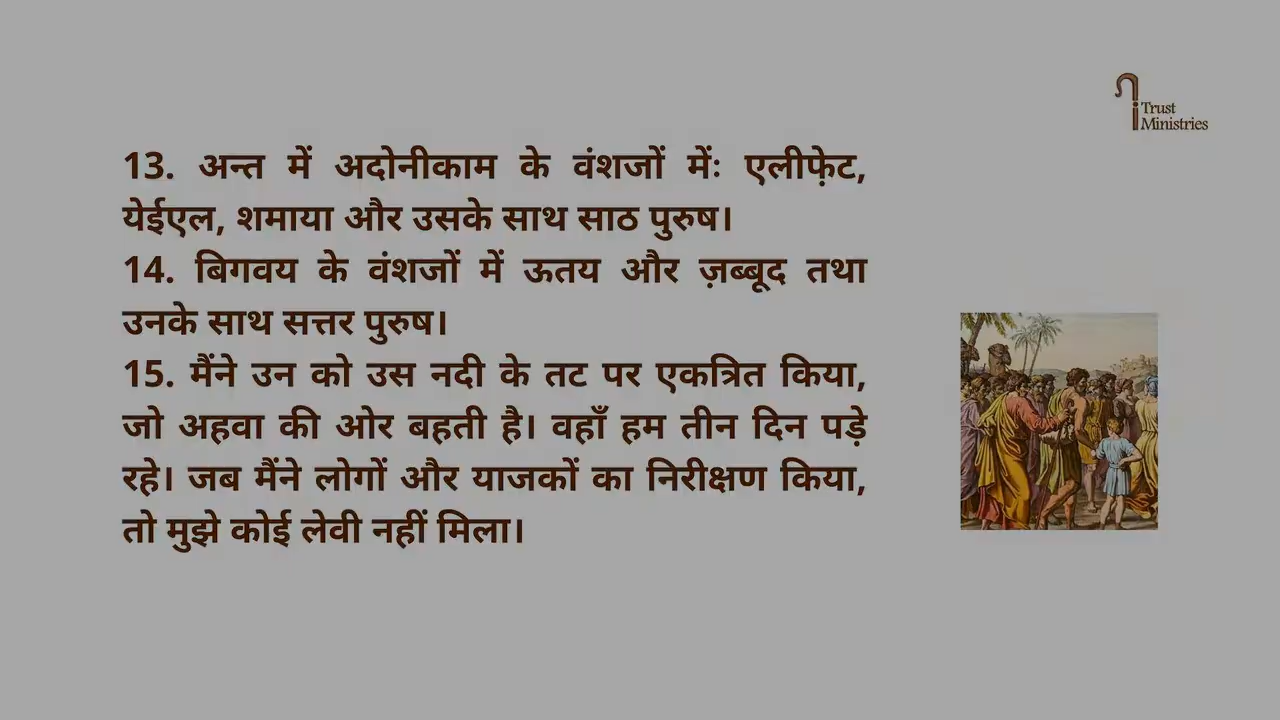 Trust
Ministries
13. अन्त में अदोनीकाम के वंशजों में: एलीफ़ेट,
येईएल, शमाया और उसके साथ साठ पुरुष।
14. बिगवय के वंशजों में ऊतय और ज़ब्बूद तथा
उनके साथ सत्तर पुरुष।
15. मैंने उन को उस नदी के तट पर एकत्रित किया,
जो अहवा की ओर बहती है। वहाँ हम तीन दिन पड़े
रहे। जब मैंने लोगों और याजकों का निरीक्षण किया,
तो मुझे कोई लेवी नहीं मिला।